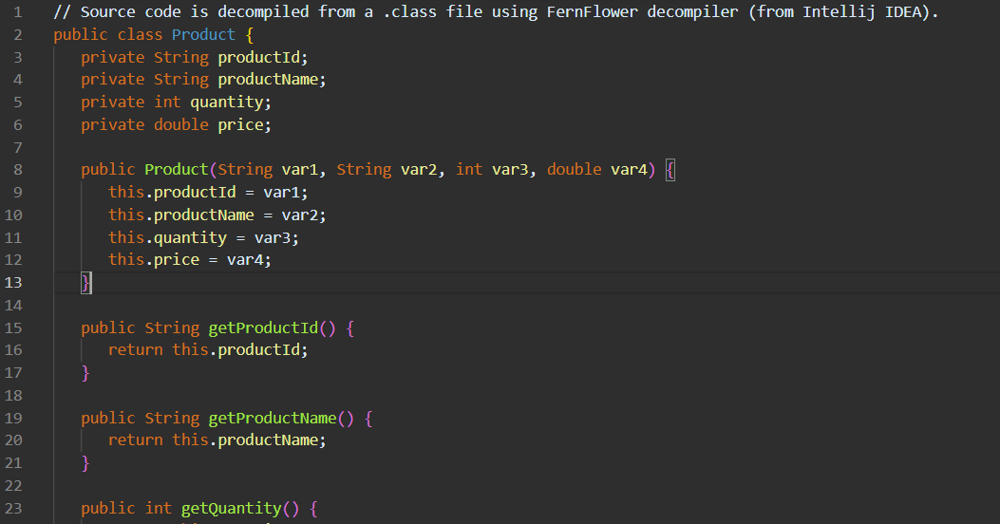 1 // Source code is decompiled from a .class file using FernFlower decompiler (from Intellij IDEA).
2 public class Product {
3 private String productId;
4 private String productName;
5 private int quantity;
6 private double price;
7
8 public Product(String var1, String var2, int var3, double var4) {
9 this.productId = var1;
10 this.productName = var2;
11 this.quantity = var3;
12 this.price = var4;
13 }
14
15 public String getProductId() {
16 return this.productId;
17 }
18
19 public String getProductName() {
20 return this.productName;
21 }
22
23 public int getQuantity() {